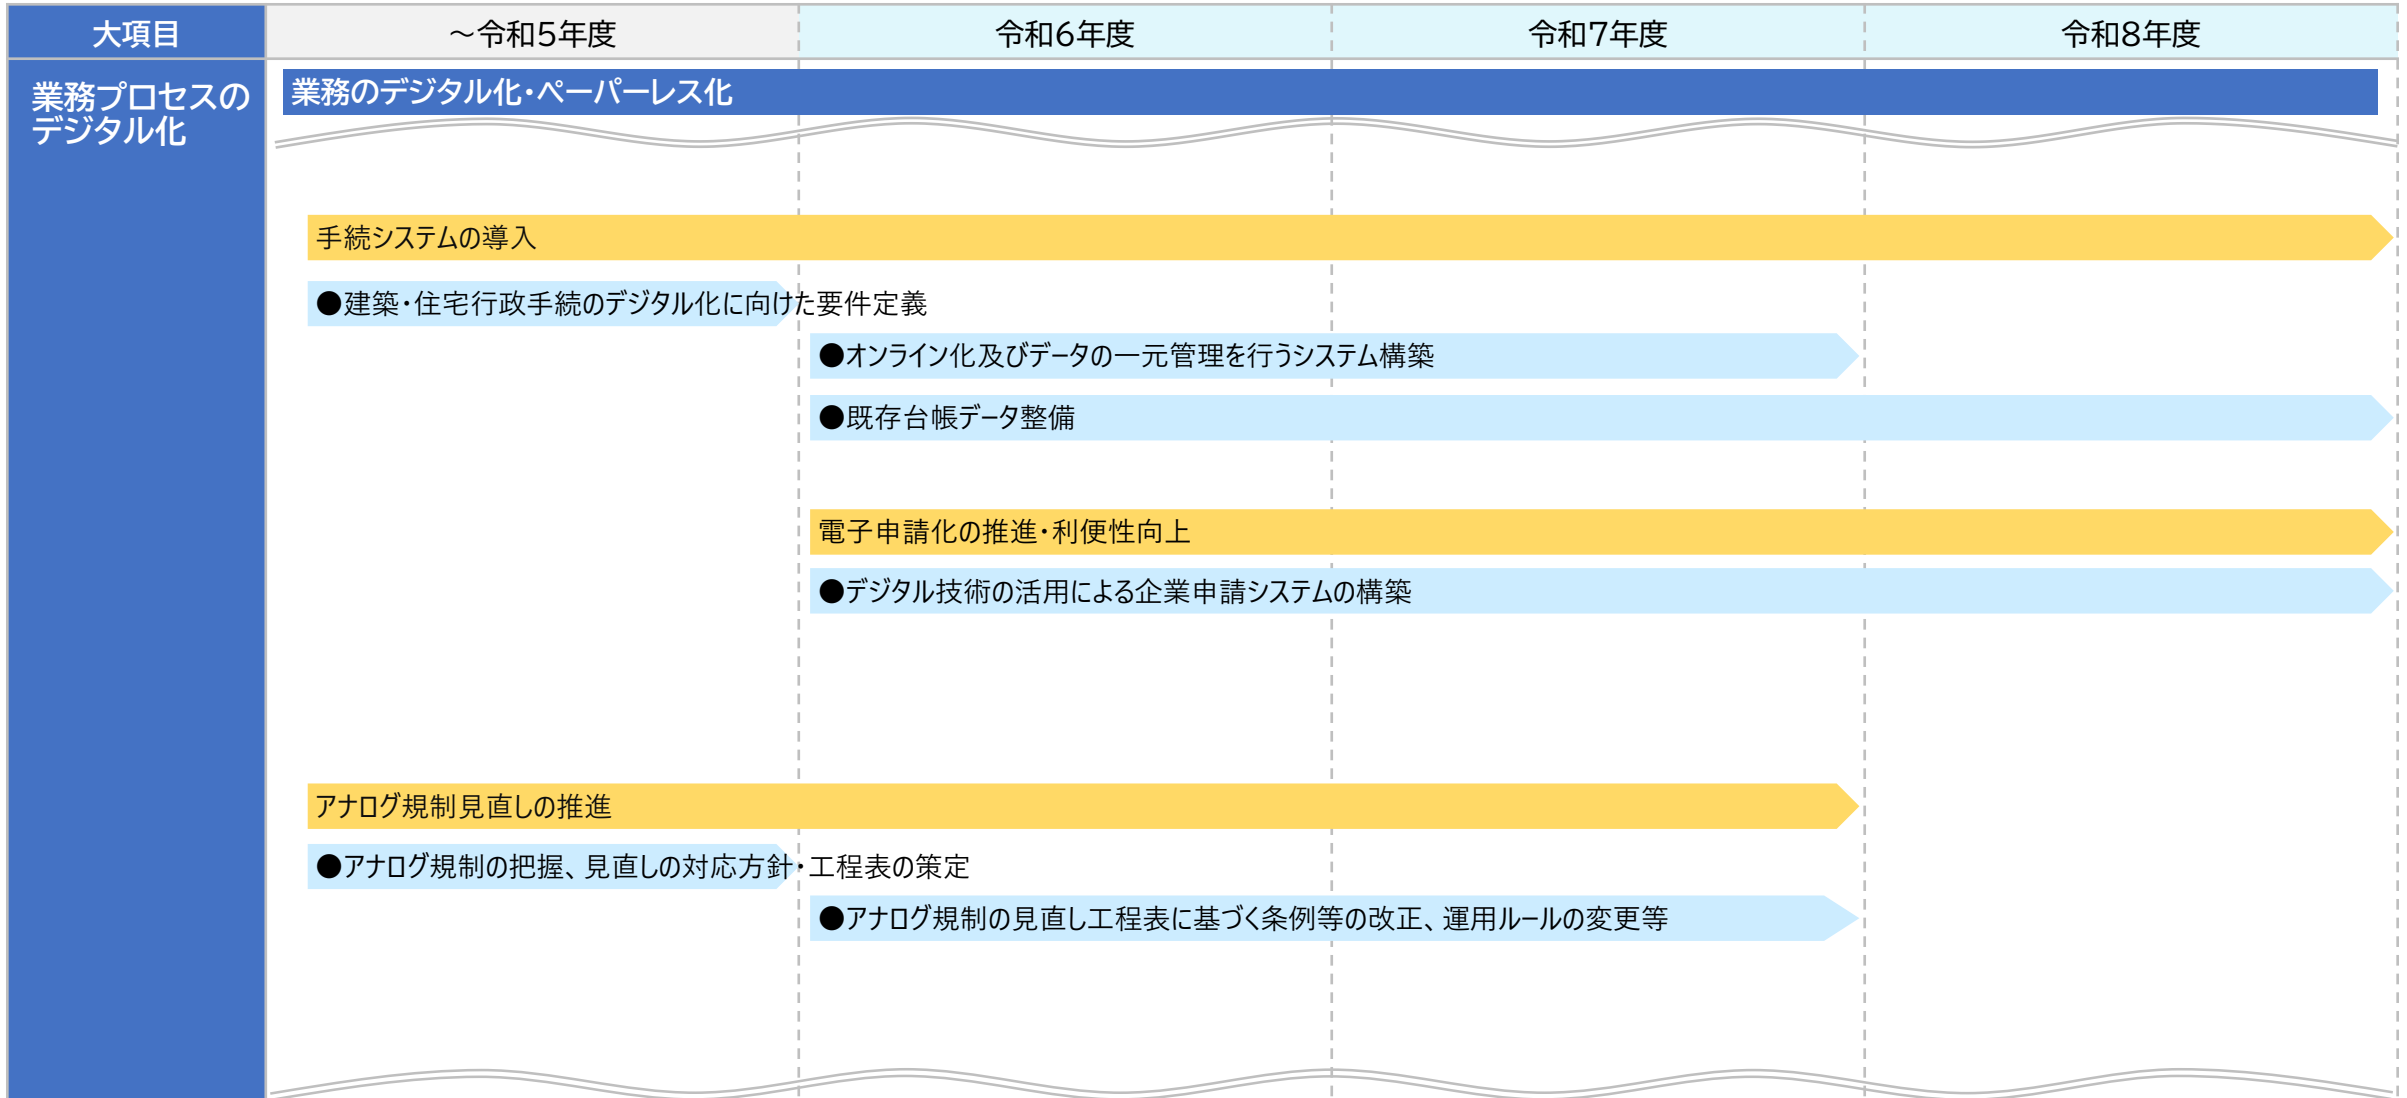 大項目
～令和5年度
令和6年度
令和7年度
令和8年度
業務プロセスの
デジタル化
業務のデジタル化・ペーパーレス化
手続システムの導入
●建築・住宅行政手続のデジタル化に向けた要件定義
●オンライン化及びデータの一元管理を行うシステム構築
●既存台帳データ整備
電子申請化の推進・利便性向上
●デジタル技術の活用による企業申請システムの構築
アナログ規制見直しの推進
●アナログ規制の把握、見直しの対応方針・工程表の策定
●アナログ規制の見直し工程表に基づく条例等の改正、運用ルールの変更等